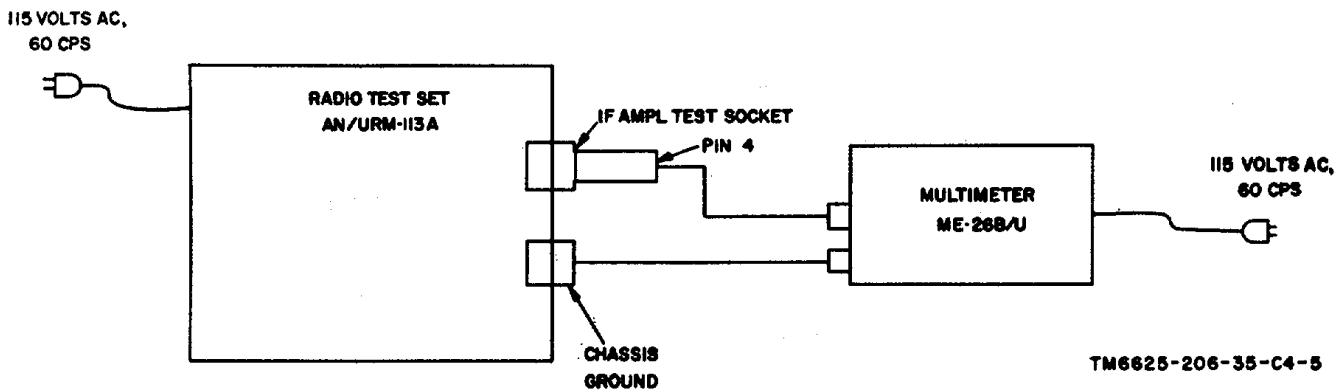 115 VOLTS AC,
60 CPS
RADIO TEST SET
AN/URM-113A
IF AMPL TEST SOCKET
PIN 4
MULTIMETER
ME-26B/U
115 VOLTS AC,
60 CPS
CHASSIS
GROUND
TM6625-206-35-C4-5